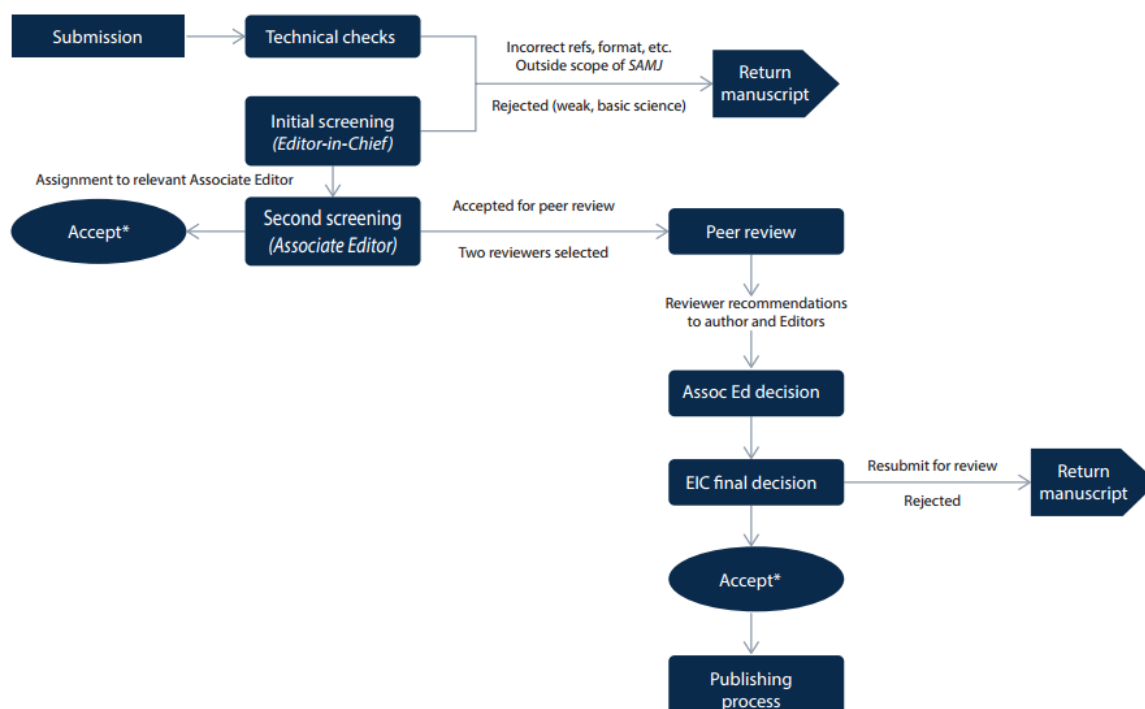 Submission
Technical checks
Incorrect refs, format, etc.
Outside scope of SAMJ
Rejected (weak, basic science)
Return
manuscript
Initial screening
(Editor-in-Chief)
Assignment to relevant Associate Editor
Accept*
Second screening
(Associate Editor)
Accepted for peer review
Two reviewers selected
Peer review
Reviewer recommendations
to author and Editors
Assoc Ed decision
EIC final decision
Resubmit for review
Rejected
Return
manuscript
Accept*
Publishing
process